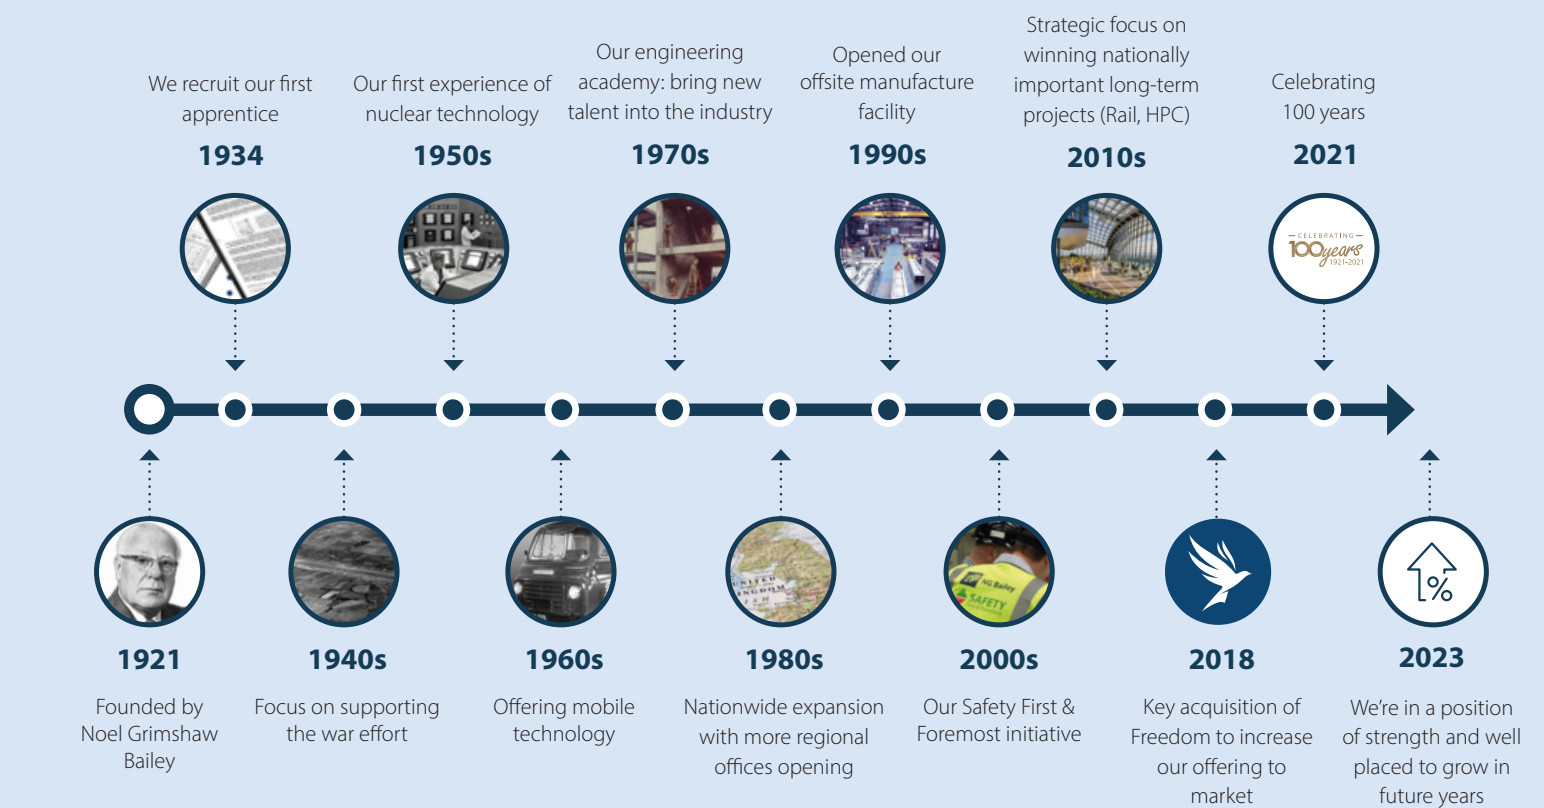 We recruit our first
apprentice
1934
Our first experience of
nuclear technology
1950s
Our engineering
academy: bring new
talent into the industry
1970s
Opened our
offsite manufacture
facility
1990s
Strategic focus on
winning nationally
important long-term
projects (Rail, HPC)
2010s
Celebrating
100 years
2021
CELEBRATING
100years
1921-2021
UNITED
INGDOM
NG Bailey
SAFETY
%
1921
Founded by
Noel Grimshaw
Bailey
1940s
Focus on supporting
the war effort
1960s
Offering mobile
technology
1980s
Nationwide expansion
with more regional
offices opening
2000s
Our Safety First &
Foremost initiative
2018
Key acquisition of
Freedom to increase
our offering to
market
2023
We're in a position
of strength and well
placed to grow in
future years